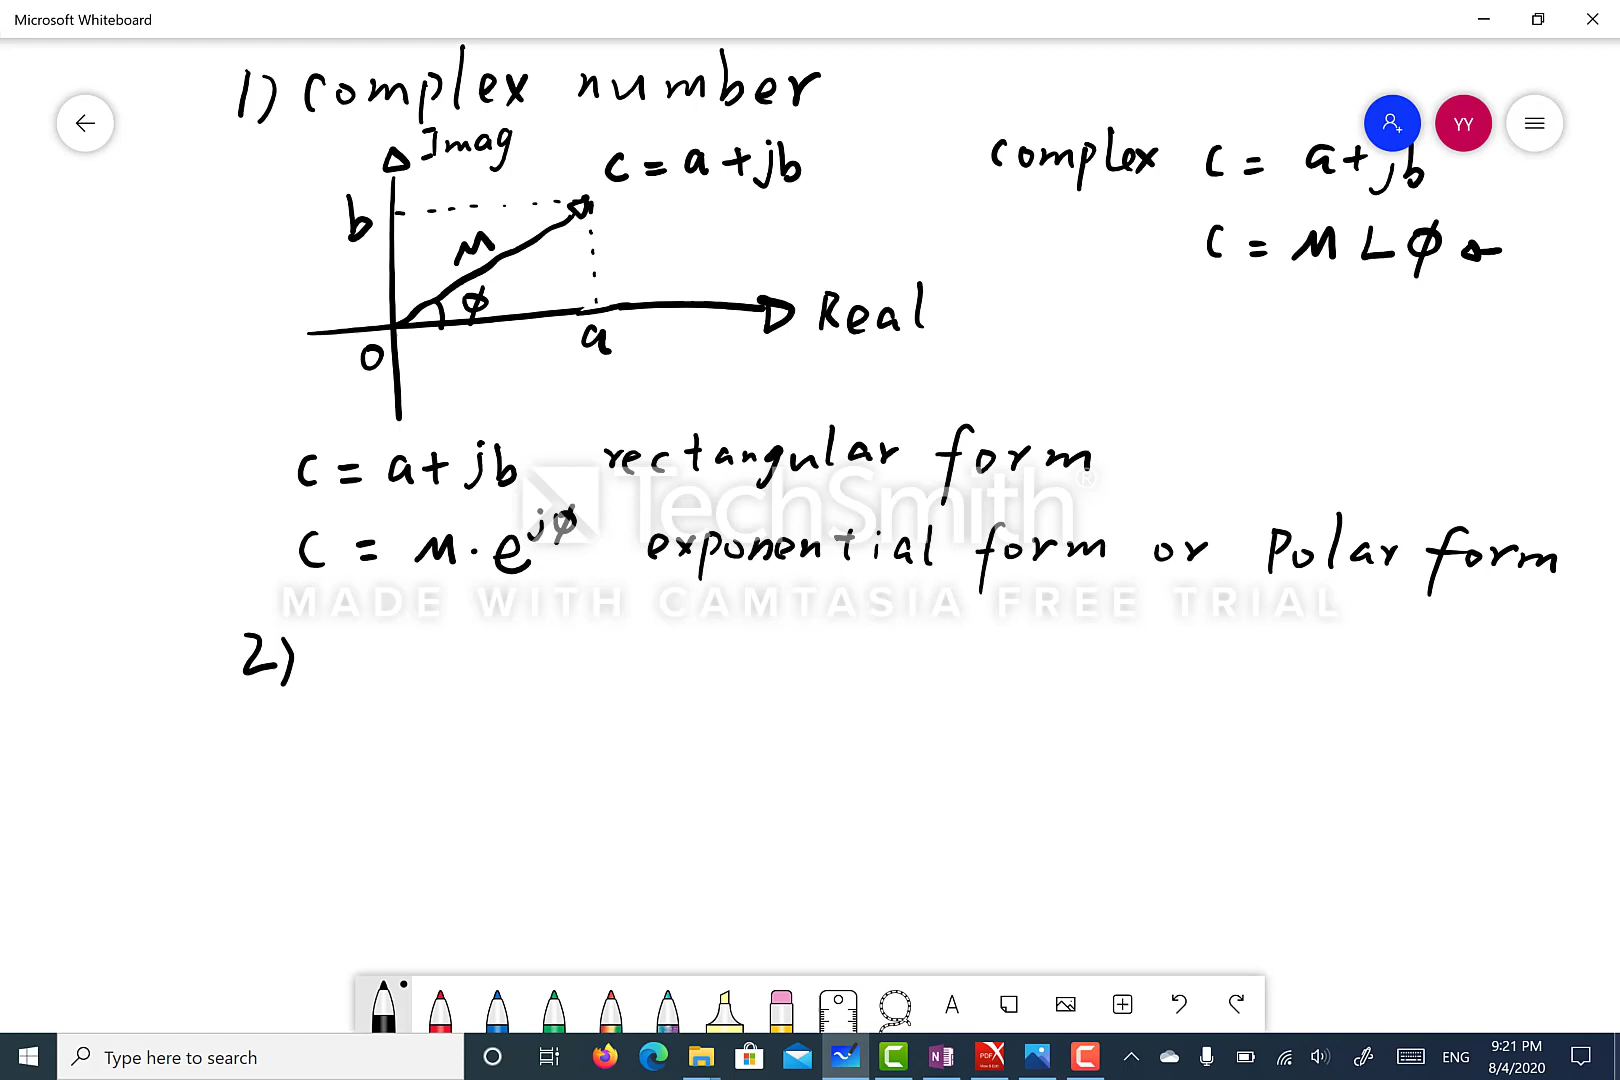 Microsoft Whiteboard
1) complex number
Imag
c = a + jb
complex c = a + jb
b
M
c = M ∠ ϕ
ϕ
Real
a
0
c = a + jb rectangular form
c = M · e^jϕ exponential form or Polar form
TechSmith®
MADE WITH CAMTASIA FREE TRIAL
2)
YY
A
Type here to search
ENG
9:21 PM
8/4/2020